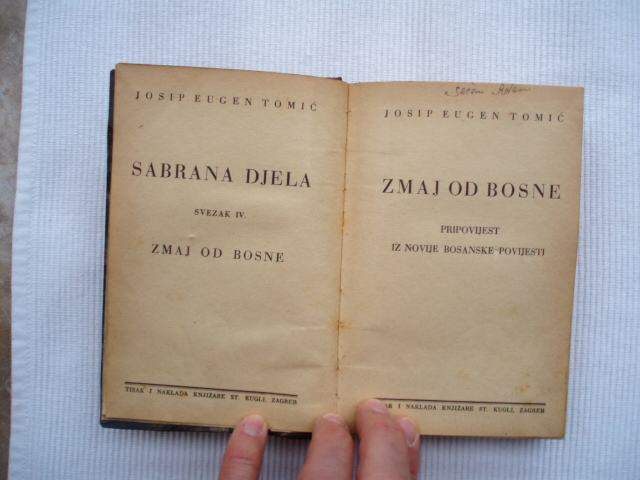 JOSIP EUGEN TOMIĆ
SABRANA DJELA
SVEZAK IV.
ZMAJ OD BOSNE
TISAK I NAKLADA KNJIŽARE ST. KUGLI, ZAGREB
JOSIP EUGEN TOMIĆ
ZMAJ OD BOSNE
PRIPOVIJEST
IZ NOVIJE BOSANSKE POVIJESTI
SAK I NAKLADA KNJIŽARE ST. KUGLI, ZAGREB